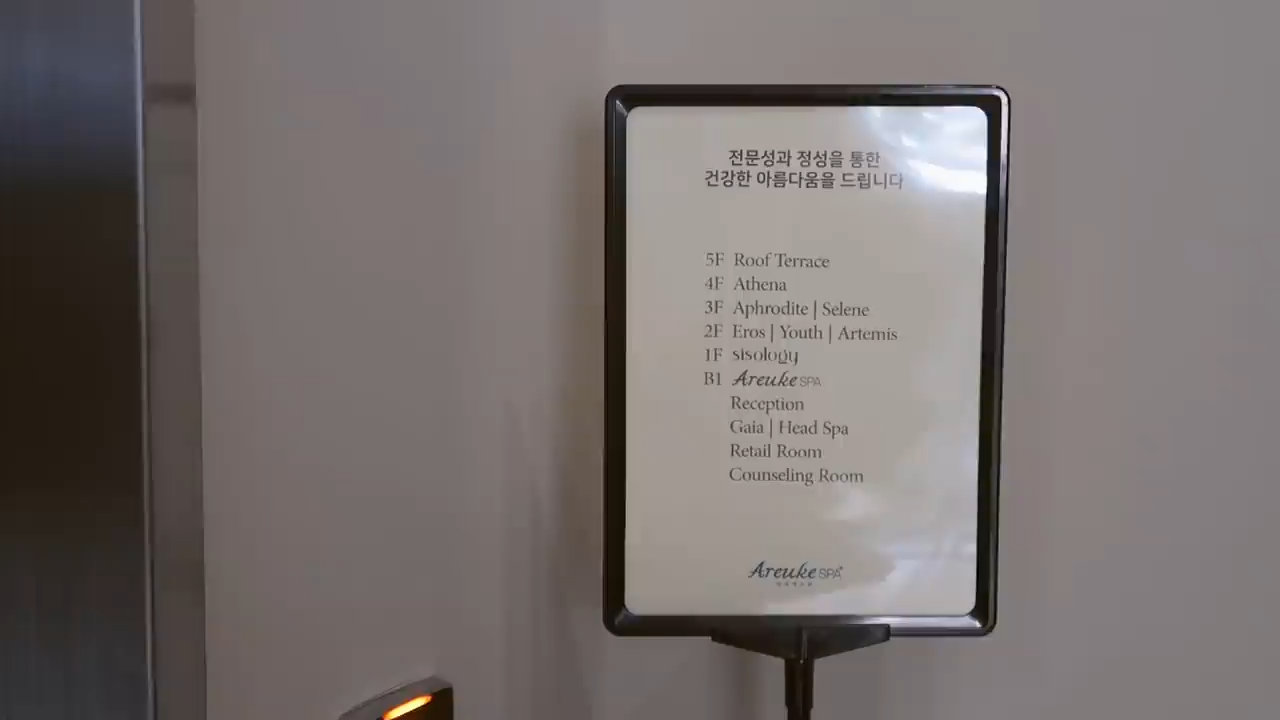 전문성과 정성을 통한
건강한 아름다움을 드립니다
5F Roof Terrace
4F Athena
3F Aphrodite | Selene
2F Eros | Youth | Artemis
1F sisology
B1 Areuke SPA
Reception
Gaia | Head Spa
Retail Room
Counseling Room
Areuke SPA